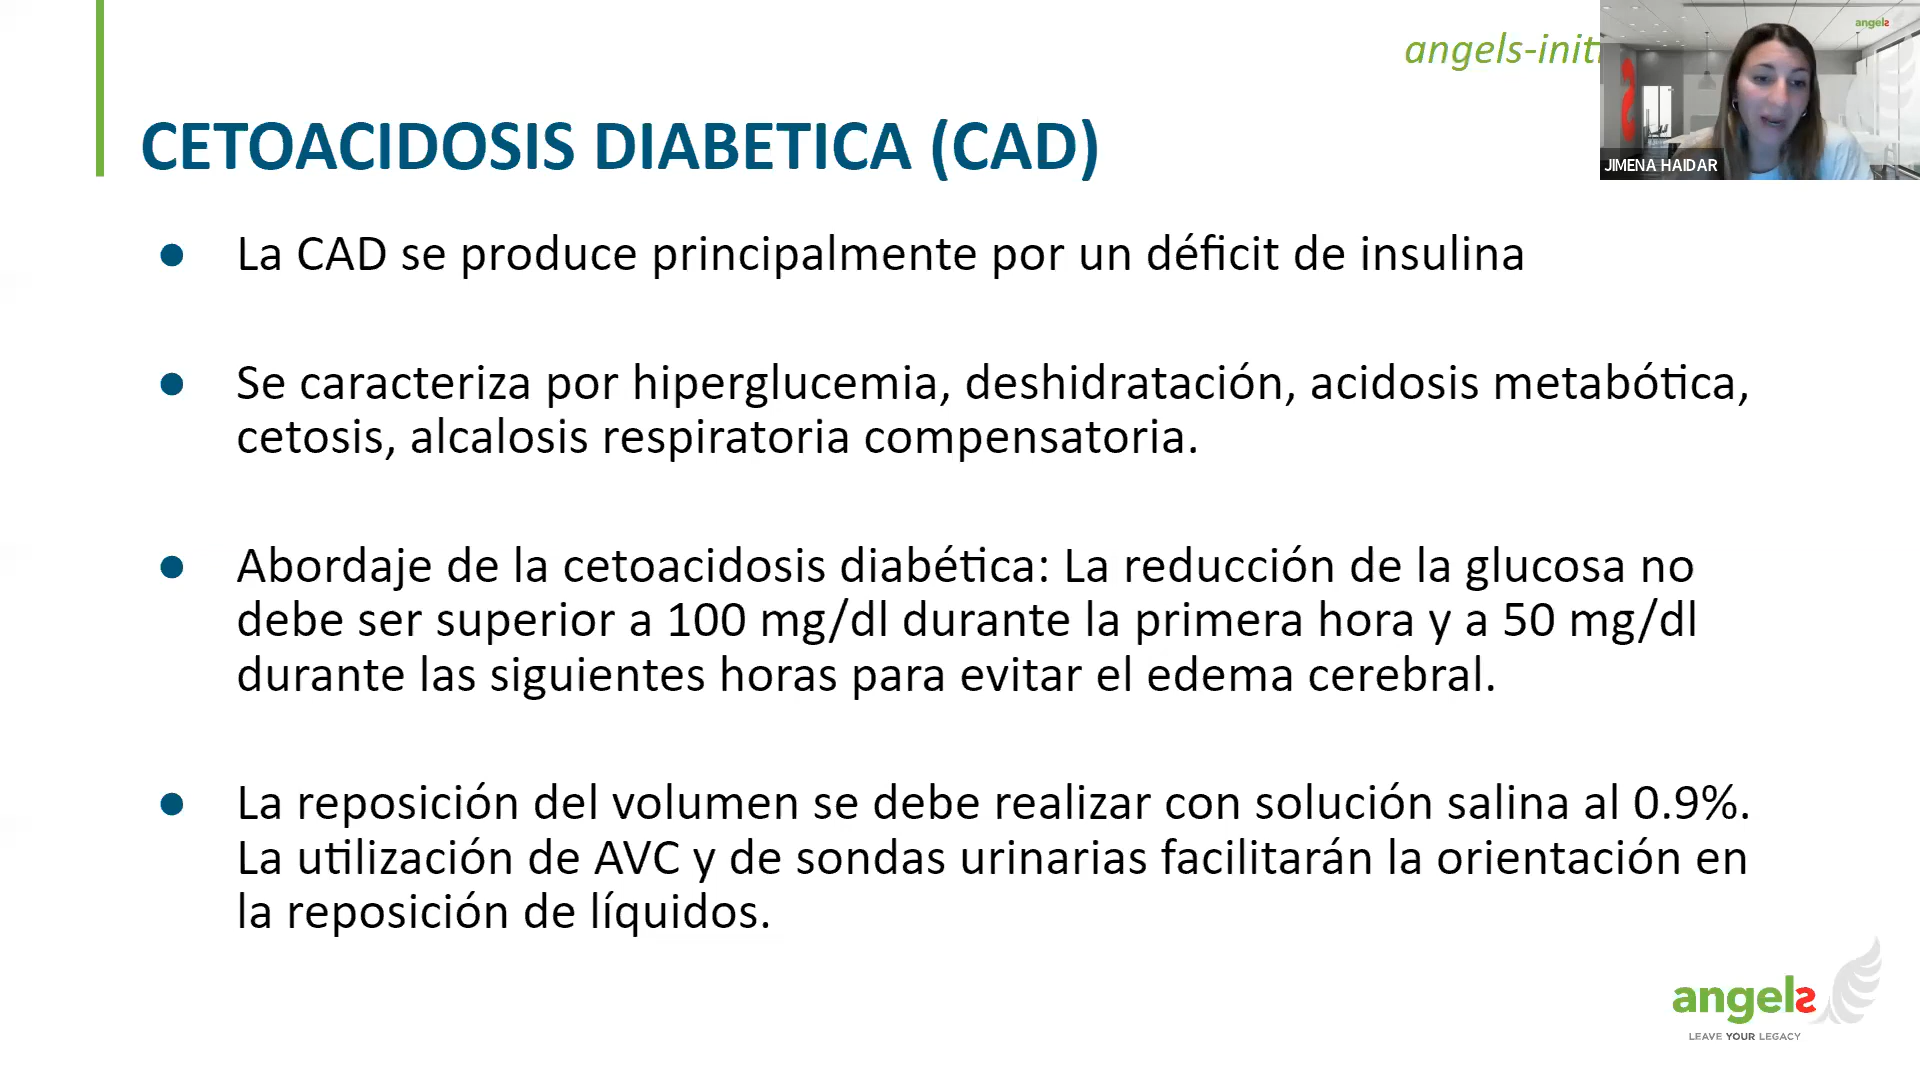 angels-initi
angels
JIMENA HAIDAR
CETOACIDOSIS DIABETICA (CAD)
● La CAD se produce principalmente por un déficit de insulina
● Se caracteriza por hiperglucemia, deshidratación, acidosis metabótica,
cetosis, alcalosis respiratoria compensatoria.
● Abordaje de la cetoacidosis diabética: La reducción de la glucosa no
debe ser superior a 100 mg/dl durante la primera hora y a 50 mg/dl
durante las siguientes horas para evitar el edema cerebral.
● La reposición del volumen se debe realizar con solución salina al 0.9%.
La utilización de AVC y de sondas urinarias facilitarán la orientación en
la reposición de líquidos.
angels
LEAVE YOUR LEGACY